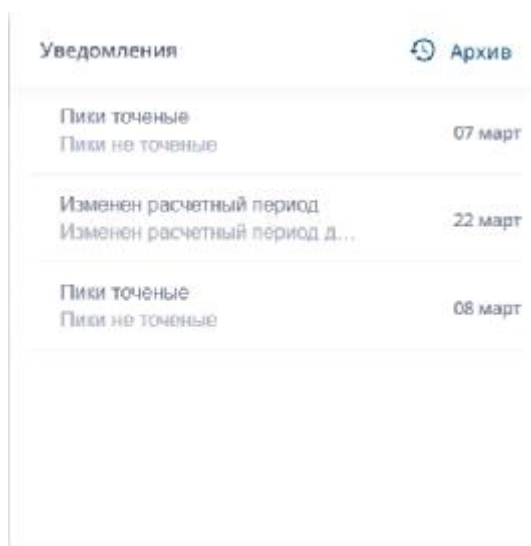 Уведомления
Архив
Пики точеные
Пики не точеные
07 март
Изменен расчетный период
Изменен расчетный период д...
22 март
Пики точеные
Пики не точеные
08 март